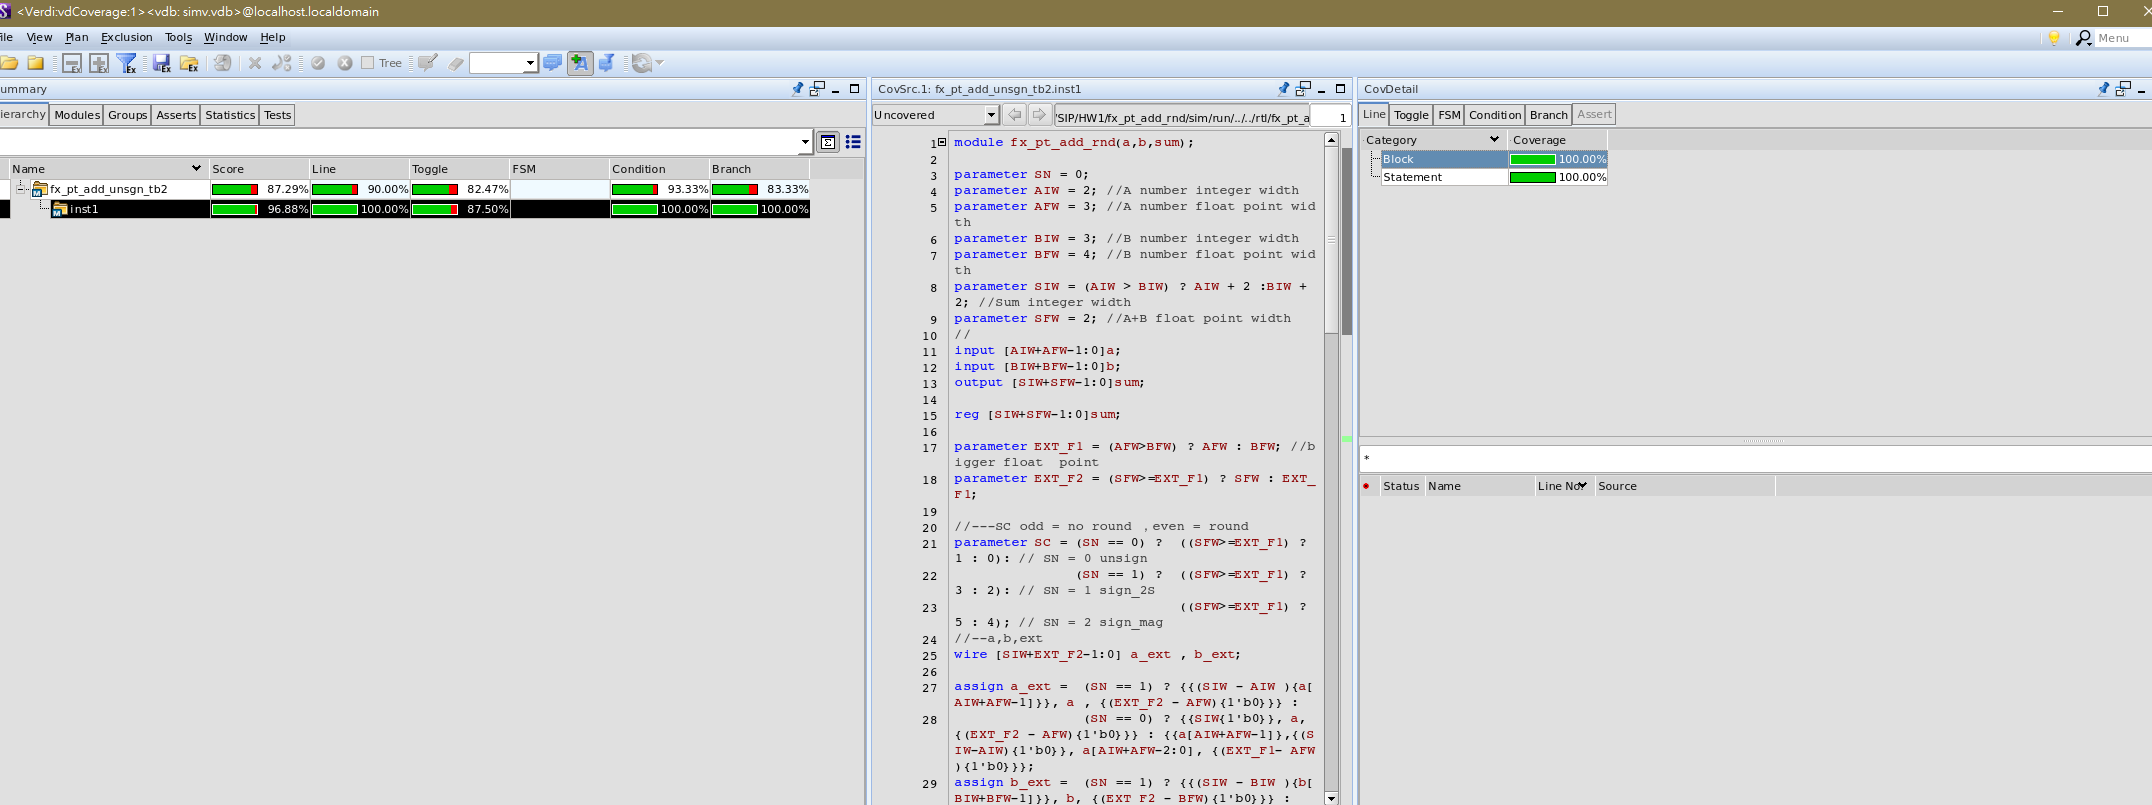 <Verdi:vdCoverage:1><vdb: simv.vdb>@localhost.localdomain
ile View Plan Exclusion Tools Window Help
Menu
Tree
ummary
CovSrc.1: fx_pt_add_unsgn_tb2.inst1
CovDetail
ierarchy Modules Groups Asserts Statistics Tests
Uncovered
'SIP/HW1/fx_pt_add_rnd/sim/run/../../rtl/fx_pt_a
1
Line Toggle FSM Condition Branch Assert
Name Score Line Toggle FSM Condition Branch
fx_pt_add_unsgn_tb2 87.29% 90.00% 82.47% 93.33% 83.33%
inst1 96.88% 100.00% 87.50% 100.00% 100.00%
1 module fx_pt_add_rnd(a,b,sum);
2
3 parameter SN = 0;
4 parameter AIW = 2; //A number integer width
5 parameter AFW = 3; //A number float point wid
th
6 parameter BIW = 3; //B number integer width
7 parameter BFW = 4; //B number float point wid
th
8 parameter SIW = (AIW > BIW) ? AIW + 2 :BIW +
2; //Sum integer width
9 parameter SFW = 2; //A+B float point width
10 //
11 input [AIW+AFW-1:0]a;
12 input [BIW+BFW-1:0]b;
13 output [SIW+SFW-1:0]sum;
14
15 reg [SIW+SFW-1:0]sum;
16
17 parameter EXT_F1 = (AFW>BFW) ? AFW : BFW; //b
igger float  point
18 parameter EXT_F2 = (SFW>=EXT_F1) ? SFW : EXT_
F1;
19
20 //---SC odd = no round , even = round
21 parameter SC = (SN == 0) ?  ((SFW>=EXT_F1) ?
1 : 0): // SN = 0 unsign
22 (SN == 1) ?  ((SFW>=EXT_F1) ?
3 : 2): // SN = 1 sign_2S
23 ((SFW>=EXT_F1) ?
5 : 4); // SN = 2 sign_mag
24 //--a,b,ext
25 wire [SIW+EXT_F2-1:0] a_ext , b_ext;
26
27 assign a_ext =  (SN == 1) ? {{(SIW - AIW ){a[
AIW+AFW-1]}}, a , {(EXT_F2 - AFW){1'b0}}} :
28 (SN == 0) ? {{SIW{1'b0}}, a,
{(EXT_F2 - AFW){1'b0}}} : {{a[AIW+AFW-1]},{(S
IW-AIW){1'b0}}, a[AIW+AFW-2:0], {(EXT_F1- AFW
){1'b0}}};
29 assign b_ext =  (SN == 1) ? {{(SIW - BIW ){b[
BIW+BFW-1]}}, b, {(EXT_F2 - BFW){1'b0}}} :
Category Coverage
Block 100.00%
Statement 100.00%
*
Status Name Line No Source